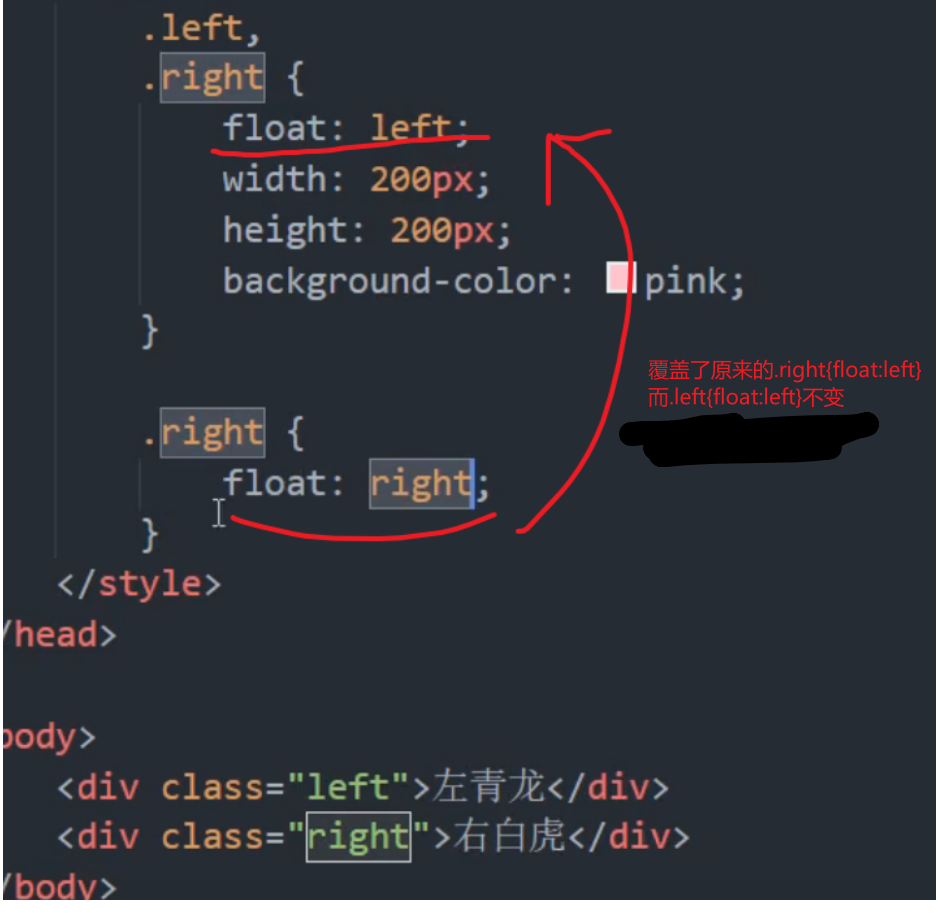 .left,
.right {
float: left;
width: 200px;
height: 200px;
background-color: pink;
}
覆盖了原来的.right{float:left}
而.left{float:left}不变
.right {
float: right;
}
</style>
/head>
body>
<div class="left">左青龙</div>
<div class="right">右白虎</div>
/body>